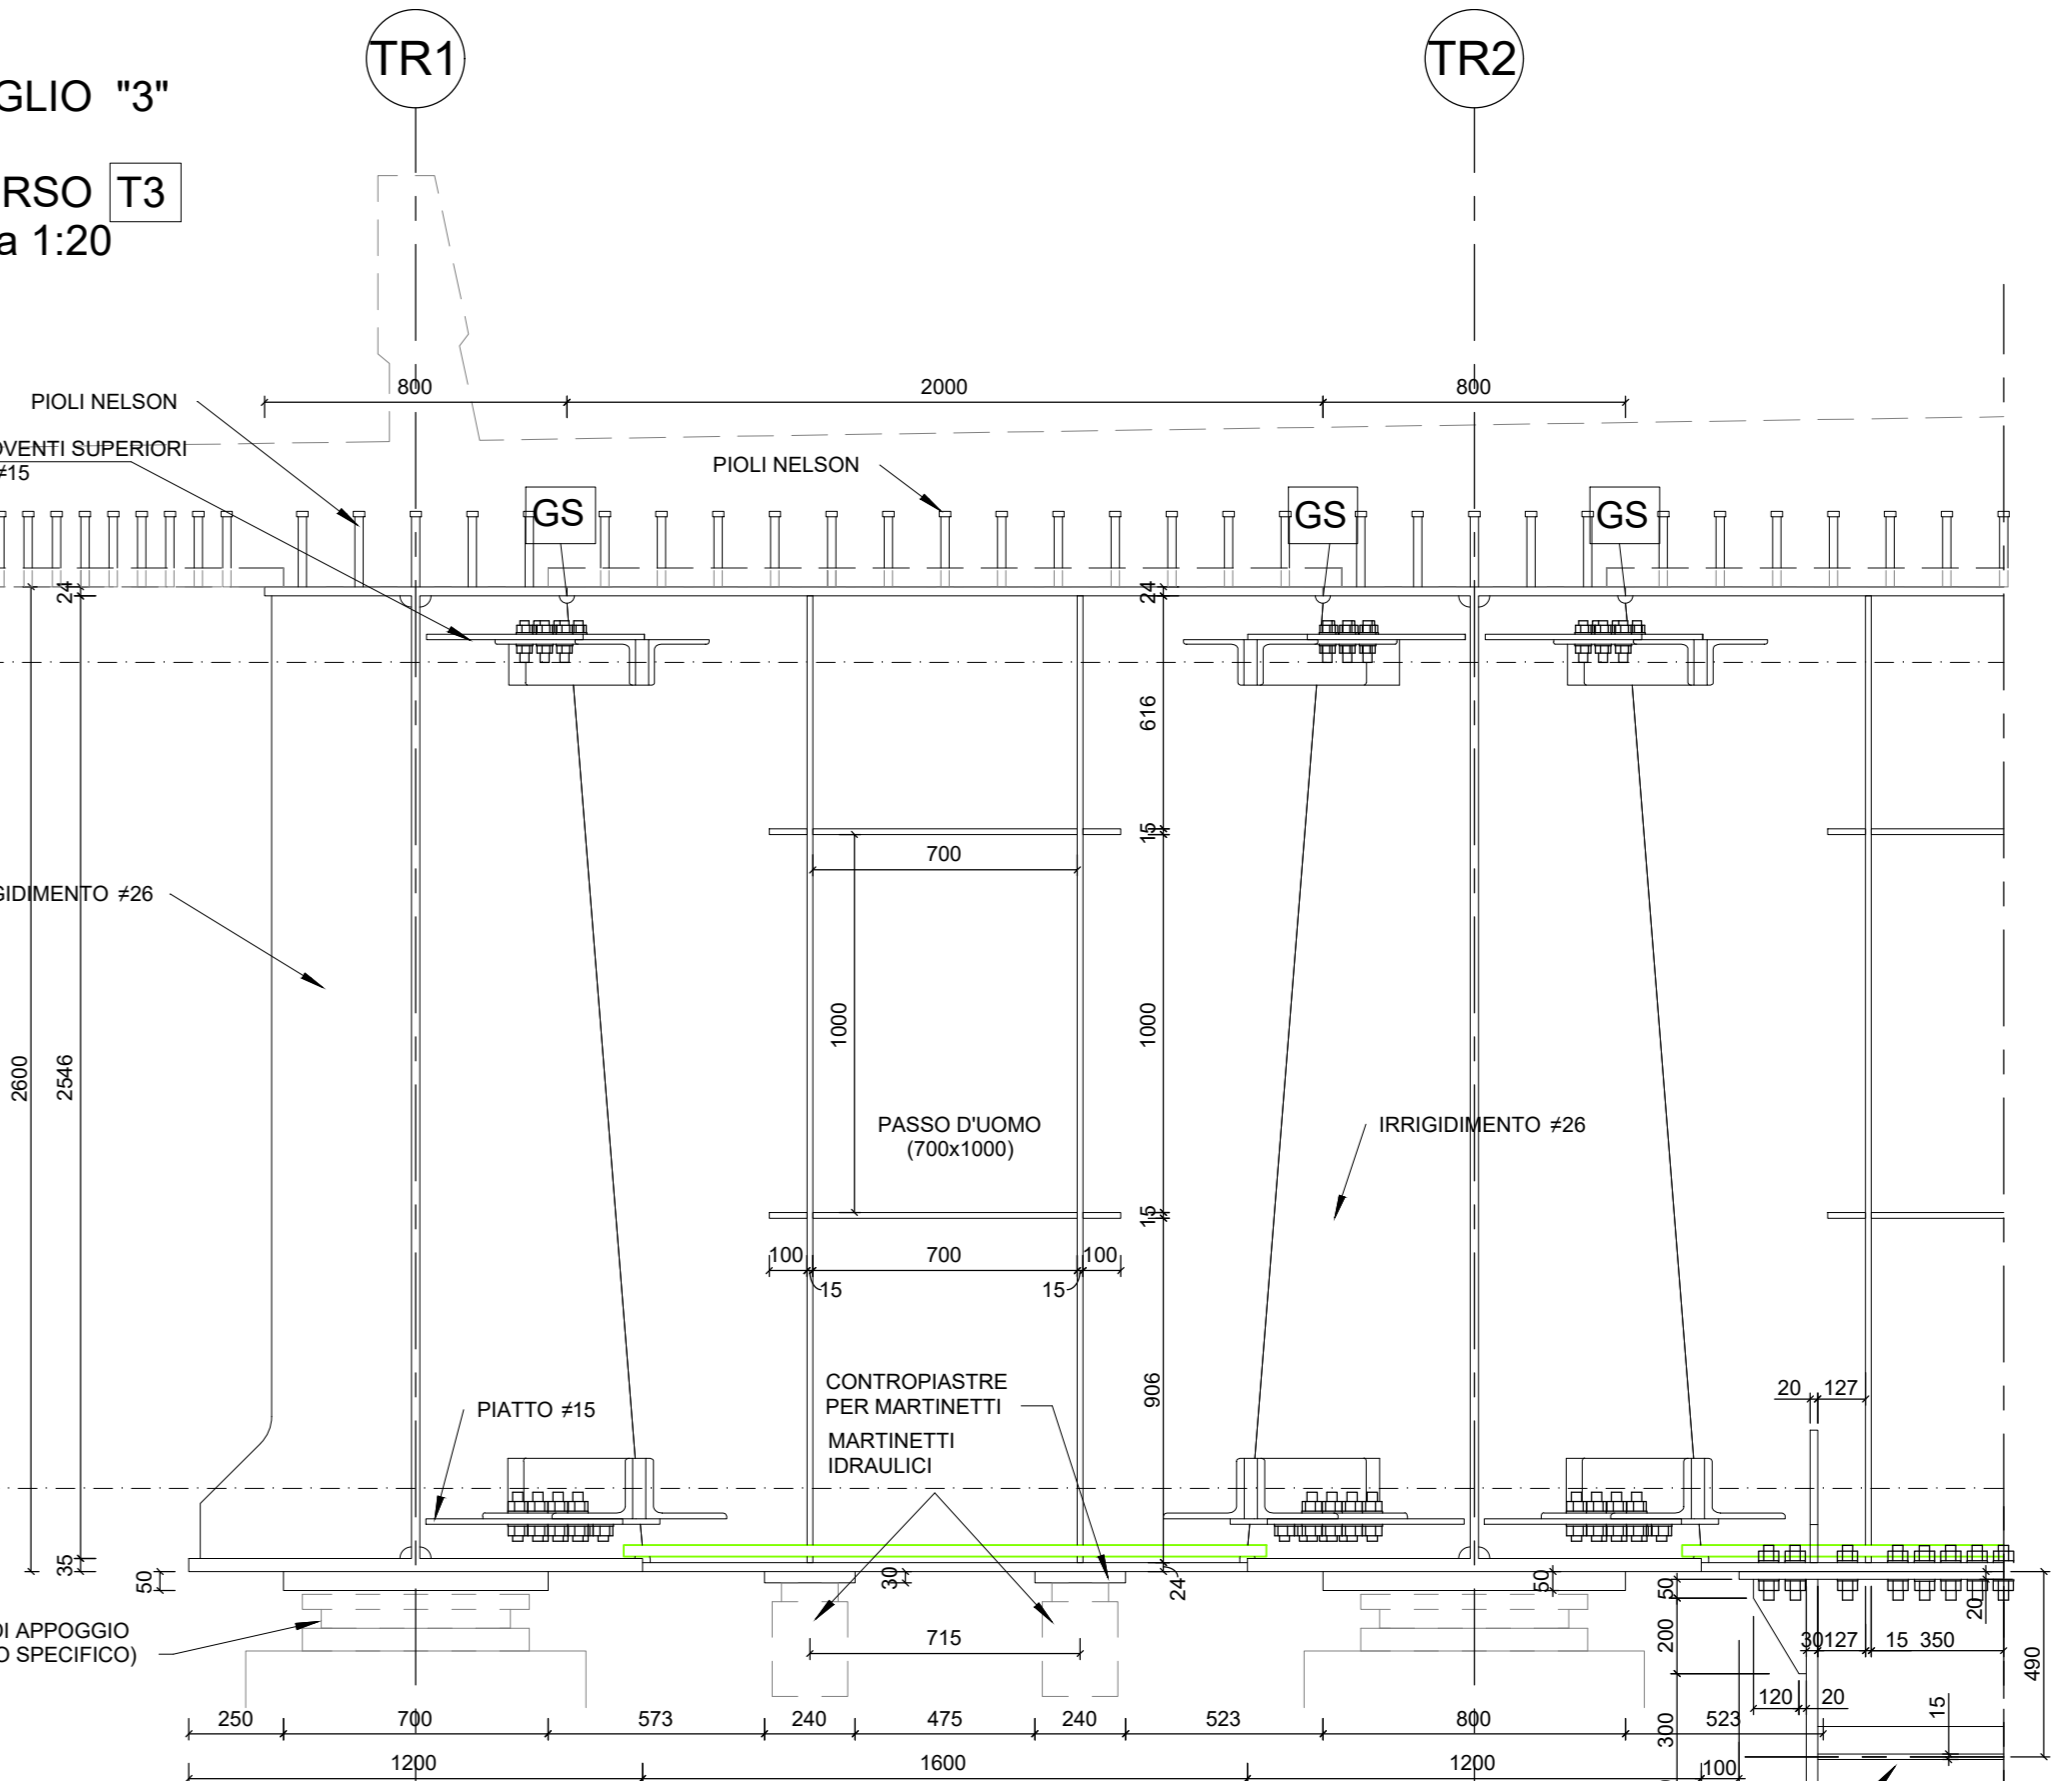 TR1
TR2
GLIO "3"
RSO T3
a 1:20
800
2000
800
PIOLI NELSON
OVENTI SUPERIORI
≠15
PIOLI NELSON
GS
GS
GS
24
24
616
15
700
GIDIMENTO ≠26
1000
1000
2600
2546
PASSO D'UOMO
(700x1000)
IRRIGIDIMENTO ≠26
15
100
700
100
15
15
906
CONTROPIASTRE
PER MARTINETTI
MARTINETTI
IDRAULICI
PIATTO ≠15
20
127
35
50
30
24
50
50
20
DI APPOGGIO
O SPECIFICO)
715
200
30
127
15
350
490
120
20
15
300
250
700
573
240
475
240
523
800
523
1200
1600
1200
100